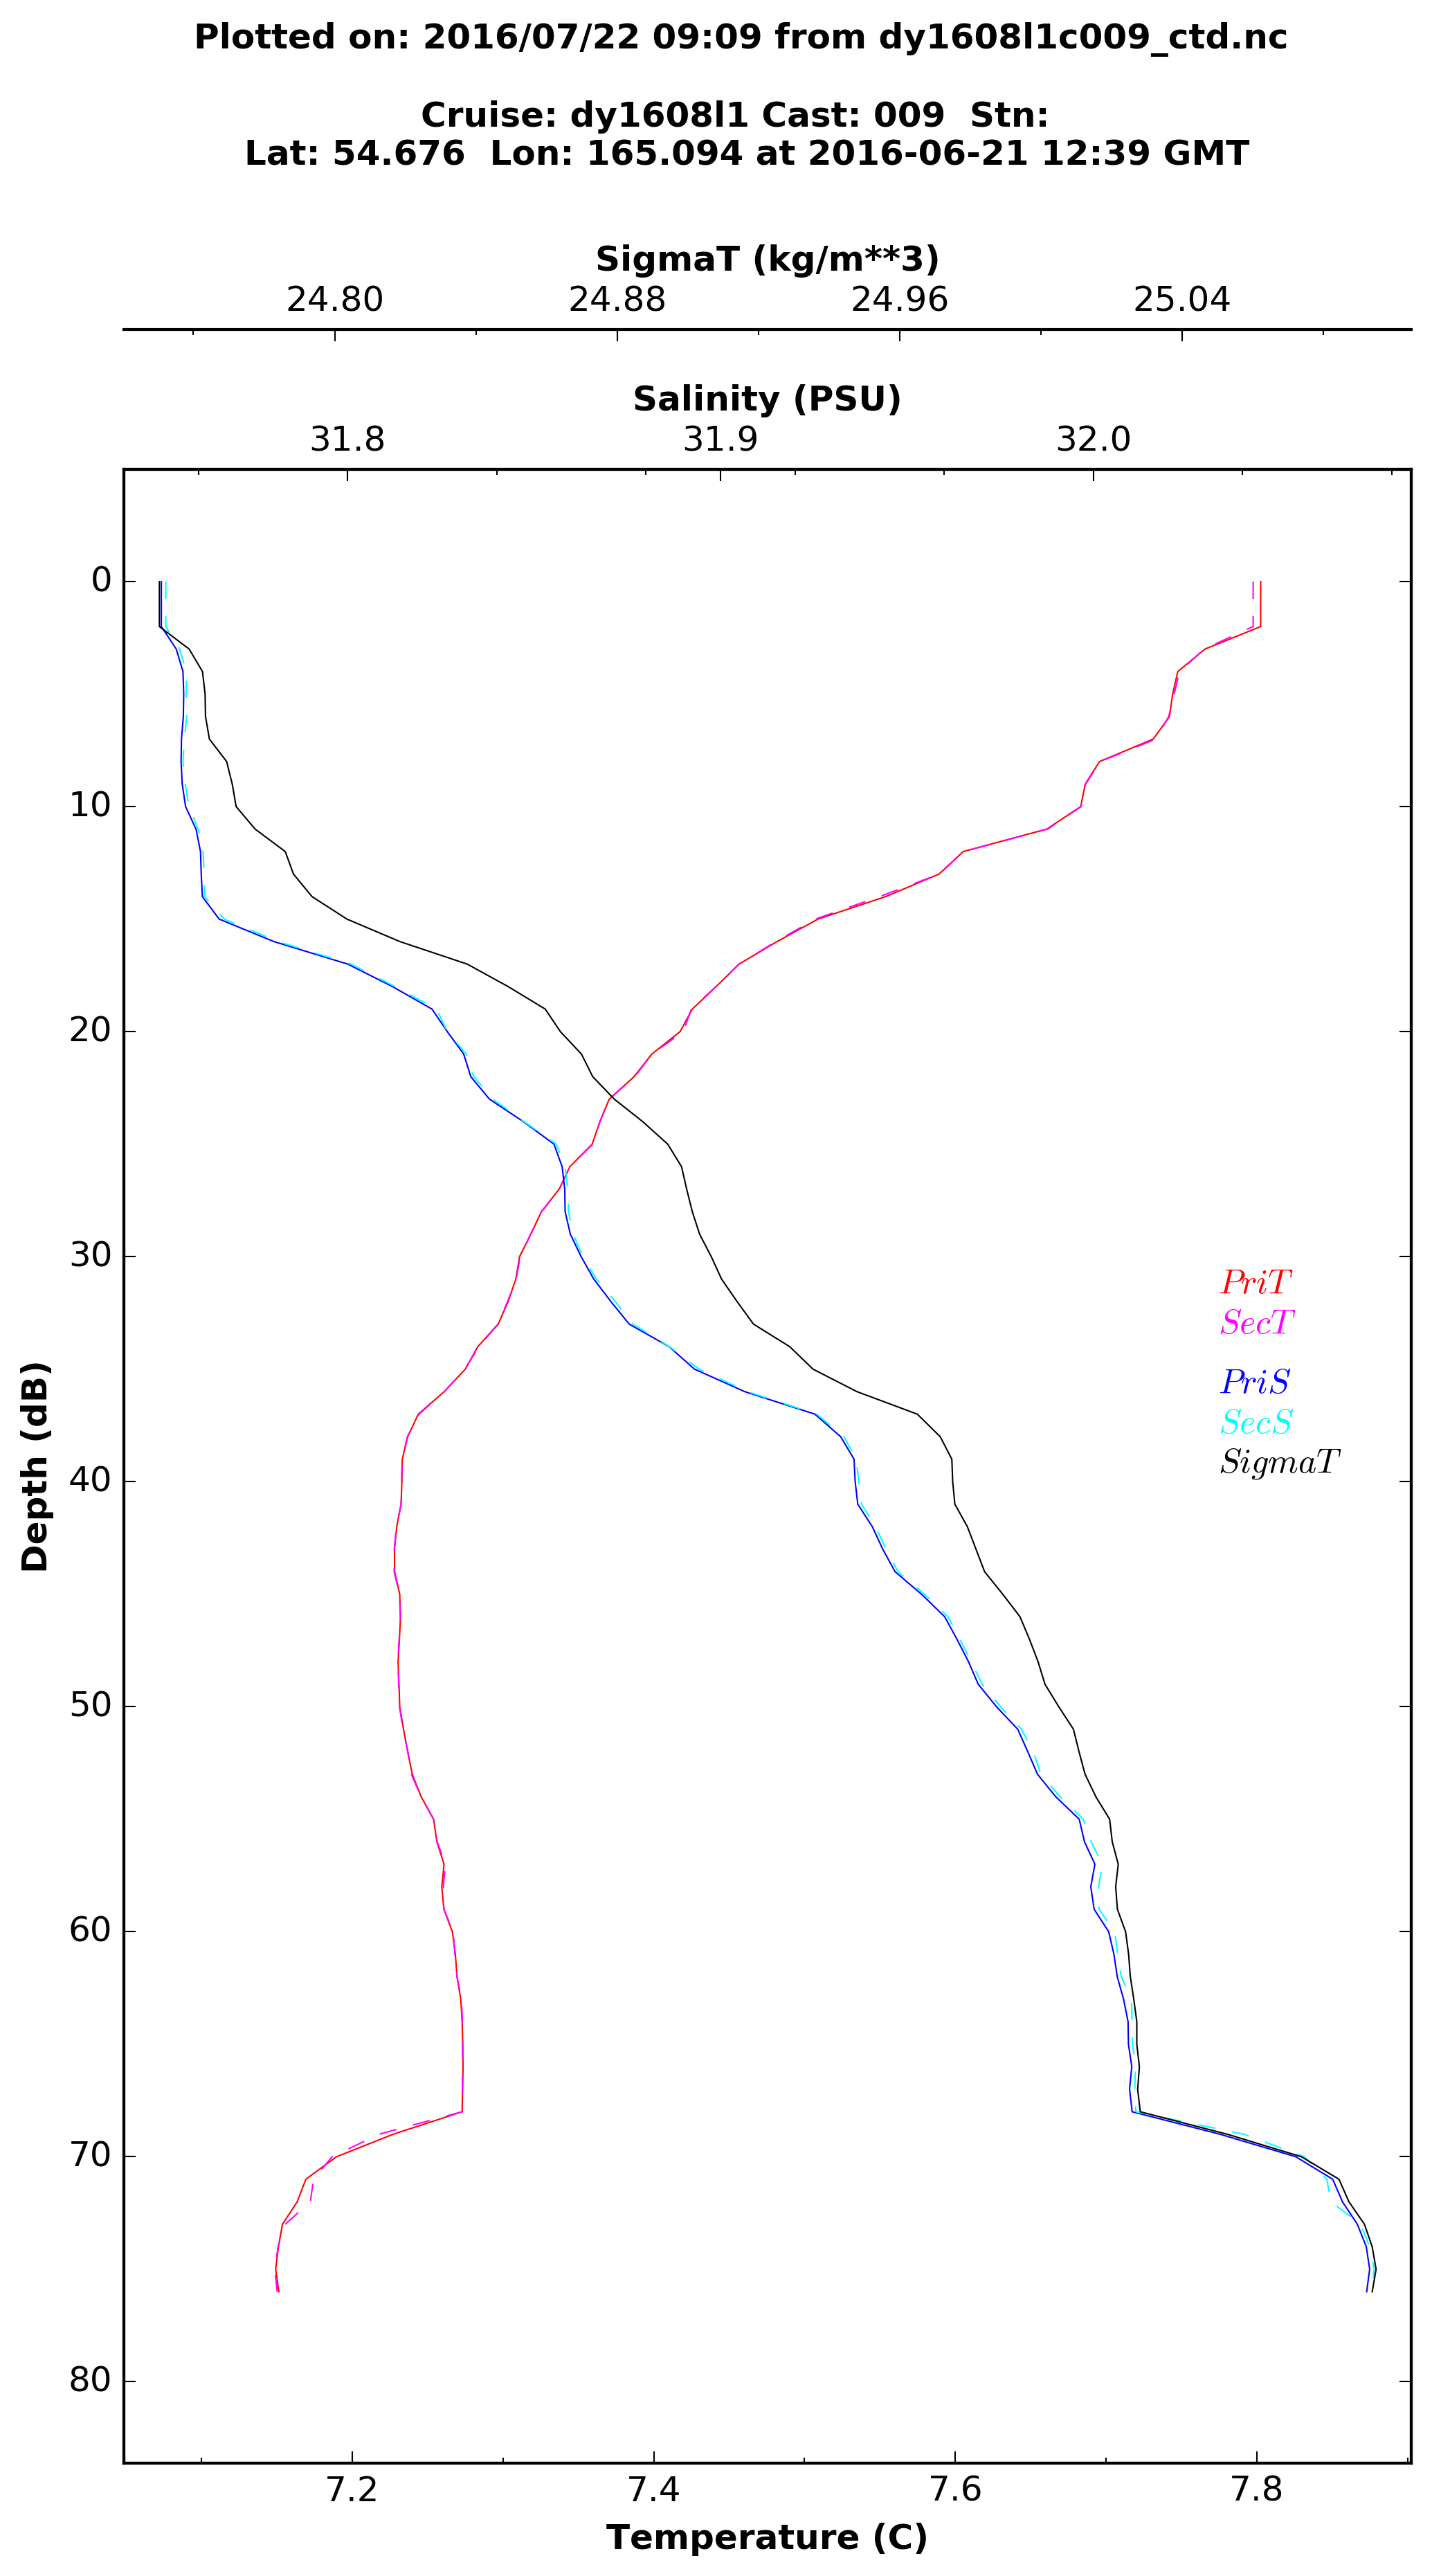 Plotted on: 2016/07/22 09:09 from dy1608l1c009_ctd.nc
Cruise: dy1608l1 Cast: 009  Stn:
Lat: 54.676  Lon: 165.094 at 2016-06-21 12:39 GMT
SigmaT (kg/m**3)
24.80 24.88 24.96 25.04
Salinity (PSU)
31.8 31.9 32.0
0
10
20
30
PriT
SecT
PriS
SecS
SigmaT
Depth (dB)
40
50
60
70
80
7.2 7.4 7.6 7.8
Temperature (C)